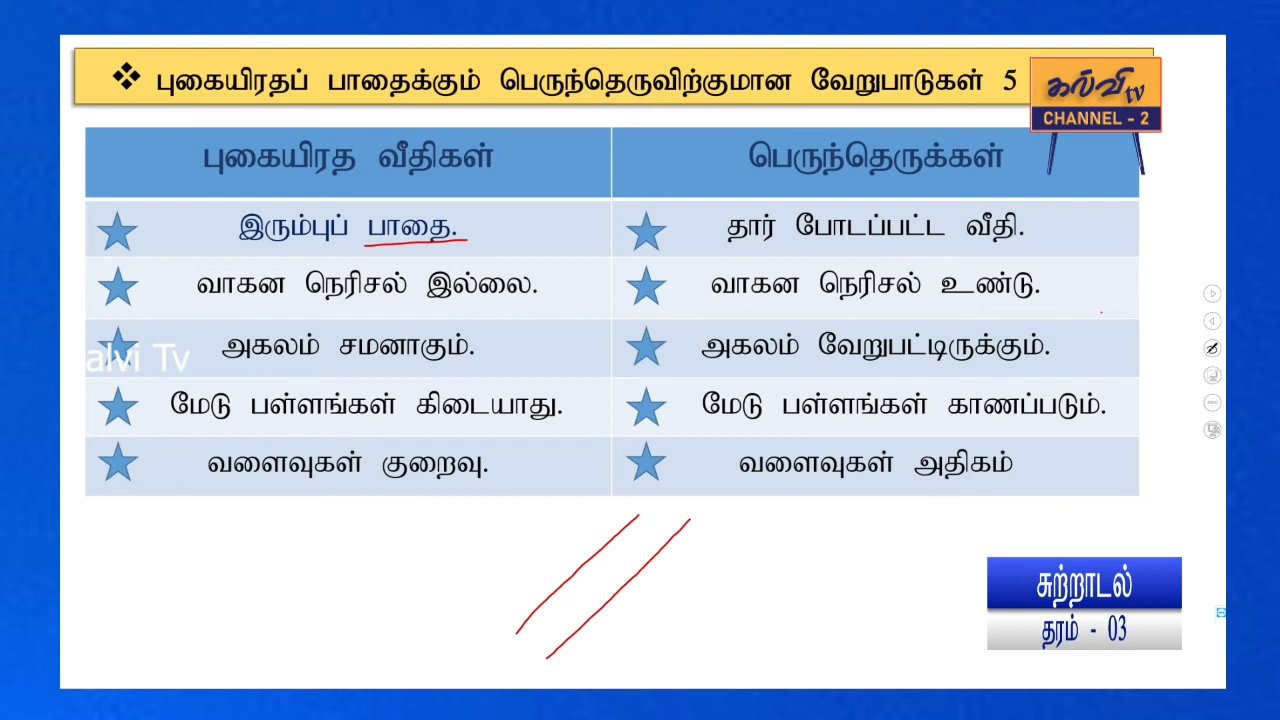 ❖ புகையிரதப் பாதைக்கும் பெருந்தெருவிற்குமான வேறுபாடுகள் 5
கல்வி tv
CHANNEL - 2
புகையிரத வீதிகள் பெருந்தெருக்கள்
இரும்புப் பாதை. தார் போடப்பட்ட வீதி.
வாகன நெரிசல் இல்லை. வாகன நெரிசல் உண்டு.
அகலம் சமனாகும். அகலம் வேறுபட்டிருக்கும்.
alvi Tv
மேடு பள்ளங்கள் கிடையாது. மேடு பள்ளங்கள் காணப்படும்.
வளைவுகள் குறைவு. வளைவுகள் அதிகம்
சுற்றாடல்
தரம் - 03